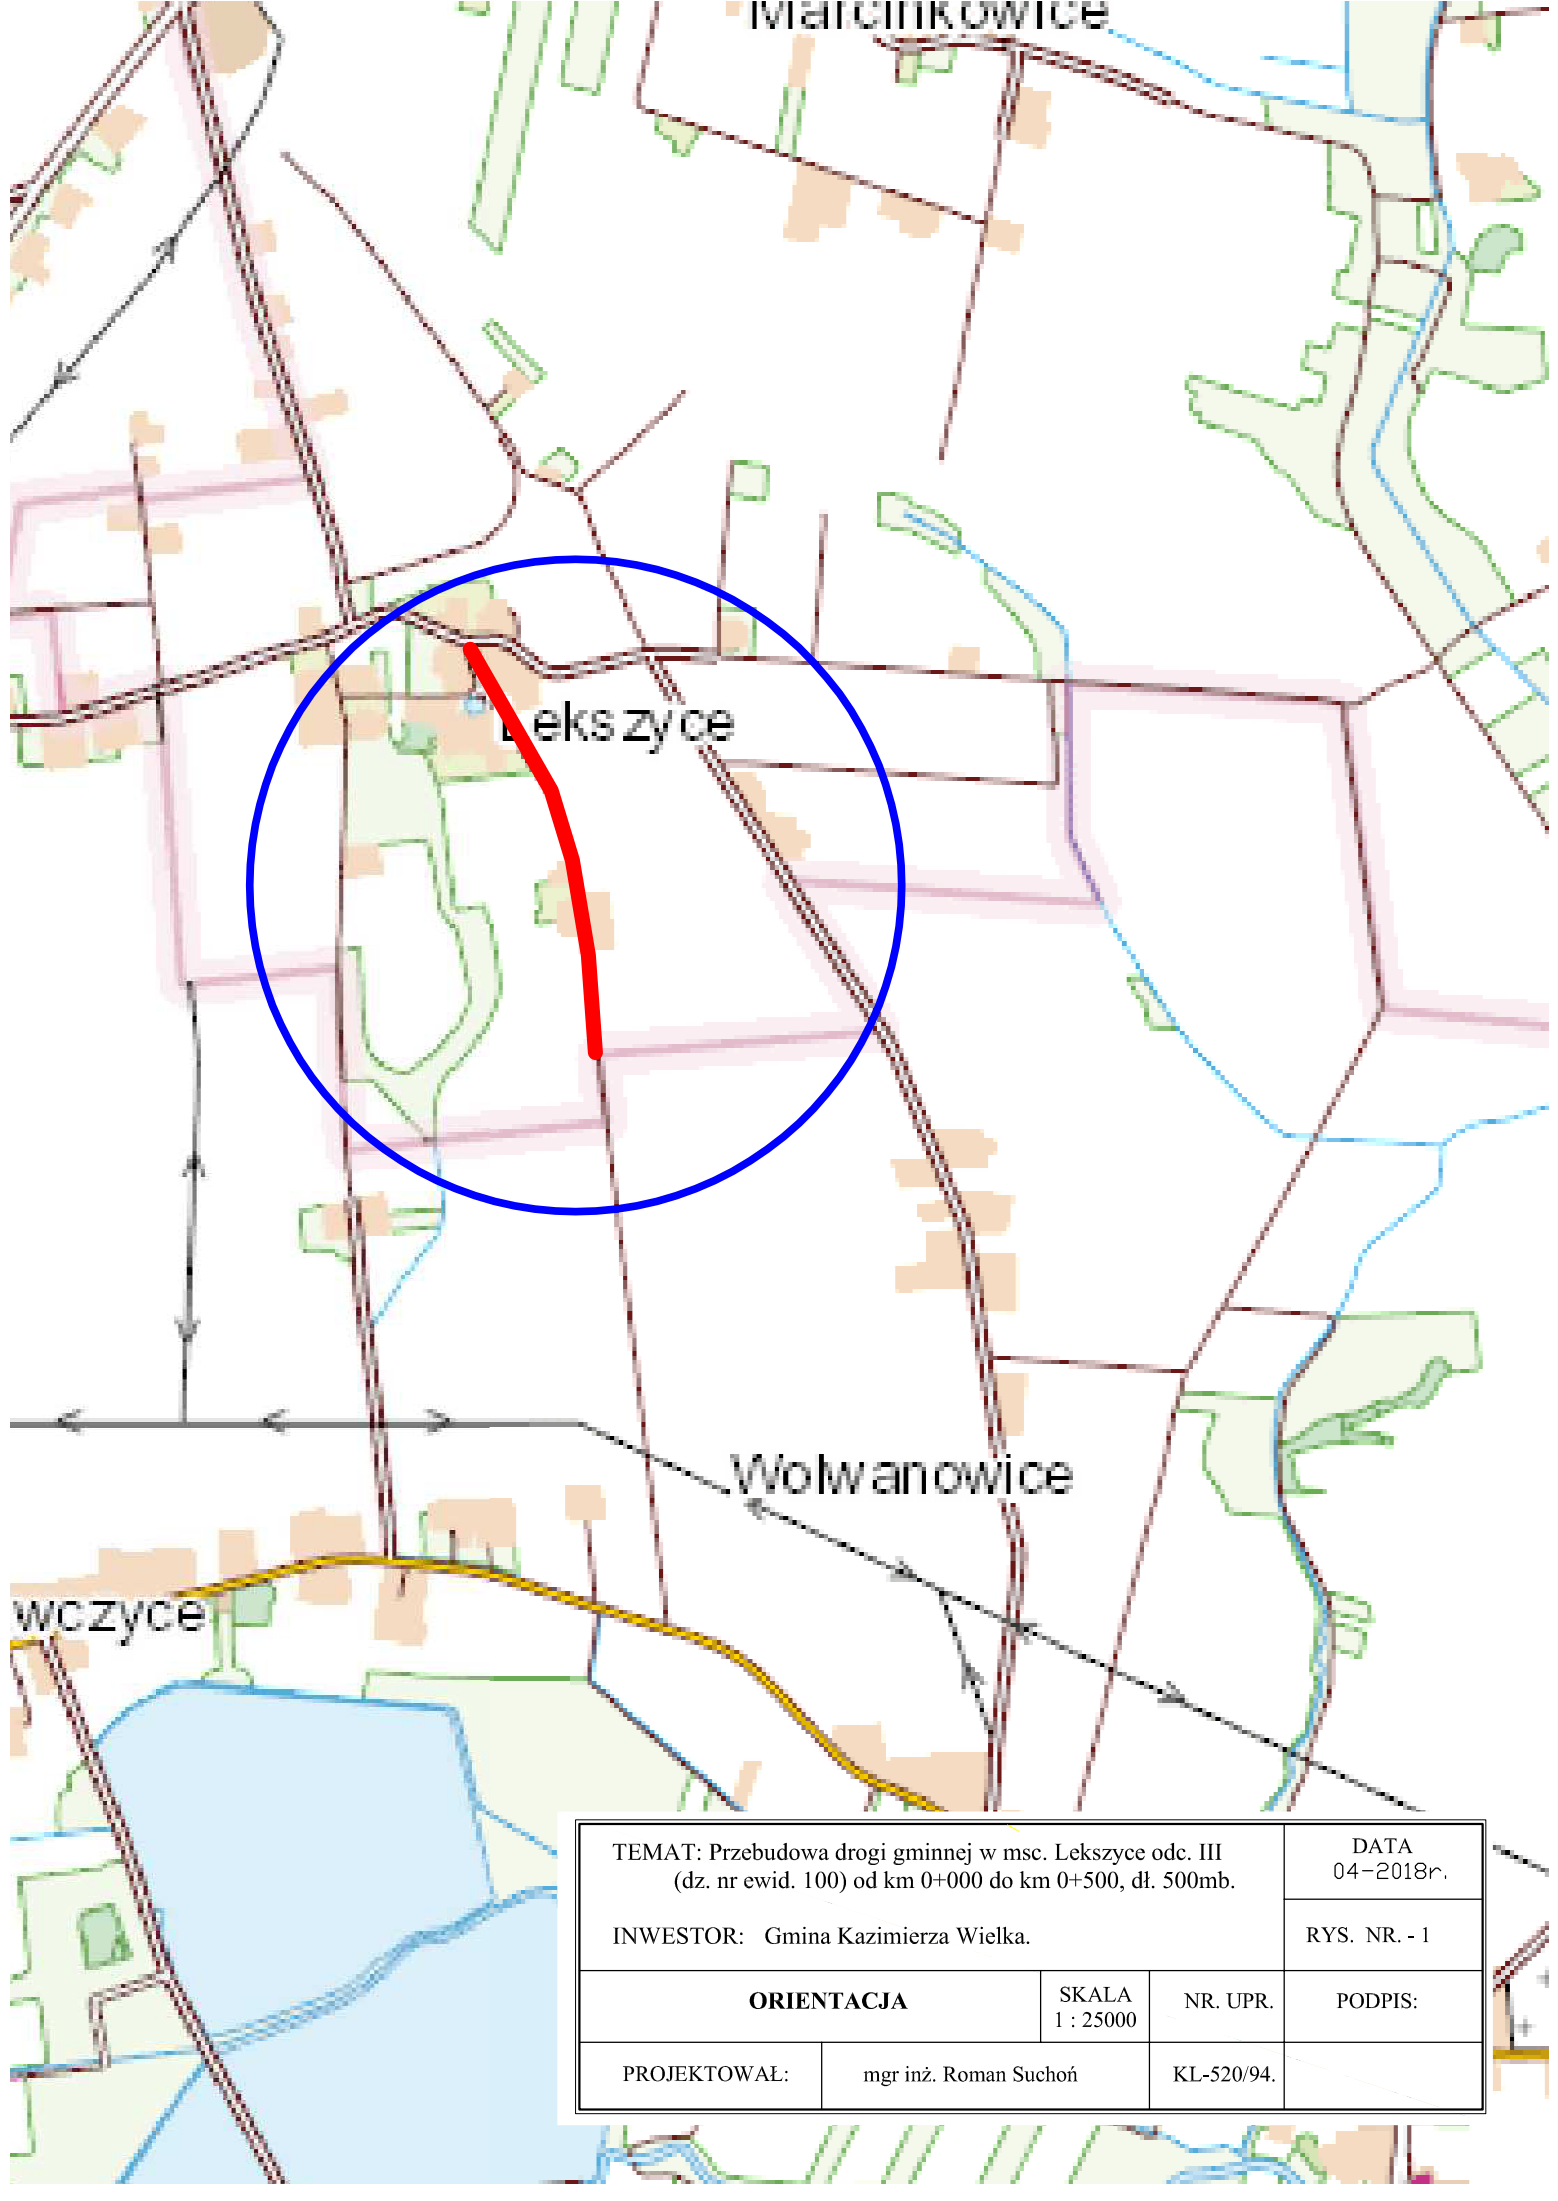 Marcinkowice
Lekszyce
Wolwanowice
wczyce
TEMAT: Przebudowa drogi gminnej w msc. Lekszyce odc. III
(dz. nr ewid. 100) od km 0+000 do km 0+500, dł. 500mb.
DATA
04-2018r.
INWESTOR: Gmina Kazimierza Wielka.
RYS. NR. - 1
ORIENTACJA
SKALA
1 : 25000
NR. UPR.
PODPIS:
PROJEKTOWAŁ:
mgr inż. Roman Suchoń
KL-520/94.